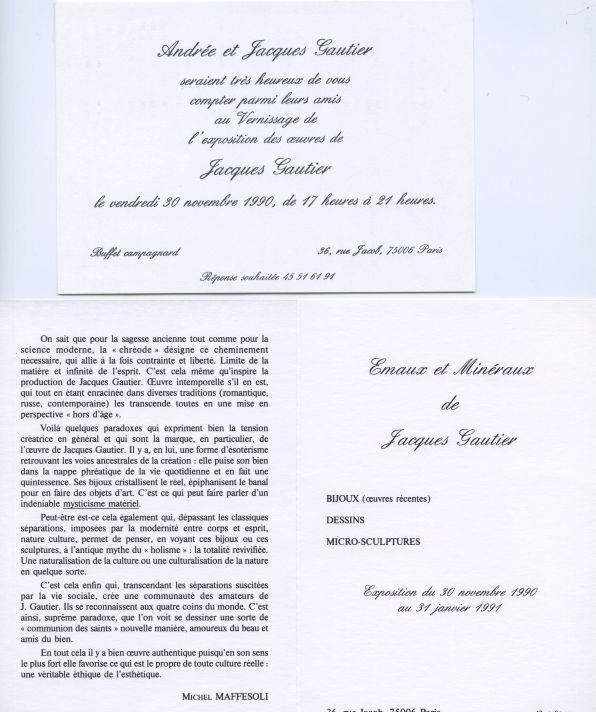 Andrée et Jacques Gautier
seraient très heureux de vous
compter parmi leurs amis
au Vernissage de
l'exposition des œuvres de
Jacques Gautier
le vendredi 30 novembre 1990, de 17 heures à 21 heures.
Buffet campagnard
36, rue Jacob, 75006 Paris
Réponse souhaitée 45 51 61 91
On sait que pour la sagesse ancienne tout comme pour la
science moderne, la « chréode » désigne ce cheminement
nécessaire, qui allie à la fois contrainte et liberté. Limite de la
matière et infinité de l'esprit. C'est cela même qu'inspire la
production de Jacques Gautier. Œuvre intemporelle s'il en est,
qui tout en étant enracinée dans diverses traditions (romantique,
russe, contemporaine) les transcende toutes en une mise en
perspective « hors d'âge ».
Voilà quelques paradoxes qui expriment bien la tension
créatrice en général et qui sont la marque, en particulier, de
l'œuvre de Jacques Gautier. Il y a, en lui, une forme d'ésotérisme
retrouvant les voies ancestrales de la création : elle puise son bien
dans la nappe phréatique de la vie quotidienne et en fait une
quintessence. Ses bijoux cristallisent le réel, épiphanisent le banal
pour en faire des objets d'art. C'est ce qui peut faire parler d'un
indéniable mysticisme matériel.
Peut-être est-ce cela également qui, dépassant les classiques
séparations, imposées par la modernité entre corps et esprit,
nature culture, permet de penser, en voyant ces bijoux ou ces
sculptures, à l'antique mythe du « holisme » : la totalité revivifiée.
Une naturalisation de la culture ou une culturalisation de la nature
en quelque sorte.
C'est cela enfin qui, transcendant les séparations suscitées
par la vie sociale, crée une communauté des amateurs de
J. Gautier. Ils se reconnaissent aux quatre coins du monde. C'est
ainsi, suprême paradoxe, que l'on voit se dessiner une sorte de
« communion des saints » nouvelle manière, amoureux du beau et
amis du bien.
En tout cela il y a bien œuvre authentique puisqu'en son sens
le plus fort elle favorise ce qui est le propre de toute culture réelle :
une véritable éthique de l'esthétique.
MICHEL MAFFESOLI
Emaux et Minéraux
de
Jacques Gautier
BIJOUX (œuvres récentes)
DESSINS
MICRO-SCULPTURES
Exposition du 30 novembre 1990
au 31 janvier 1991
36, rue Jacob, 75006 Paris